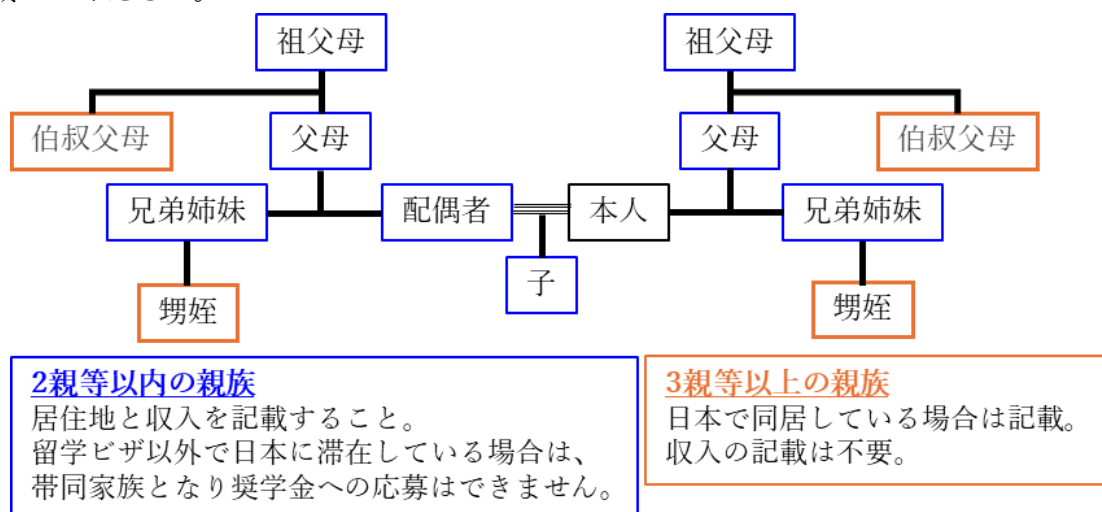 祖父母
祖父母
伯叔父母
父母
父母
伯叔父母
兄弟姉妹
配偶者
本人
兄弟姉妹
子
甥姪
甥姪
2親等以内の親族
居住地と収入を記載すること。
留学ビザ以外で日本に滞在している場合は、
帯同家族となり奨学金への応募はできません。
3親等以上の親族
日本で同居している場合は記載。
収入の記載は不要。